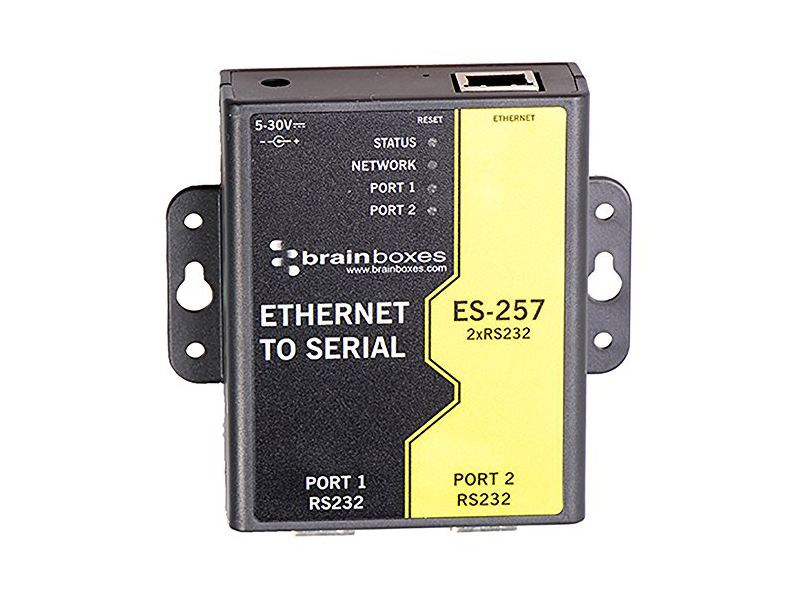 5-30V
RESET
ETHERNET
STATUS
NETWORK
PORT 1
PORT 2
brainboxes
www.brainboxes.com
ETHERNET
TO SERIAL
ES-257
2xRS232
PORT 1
RS232
PORT 2
RS232